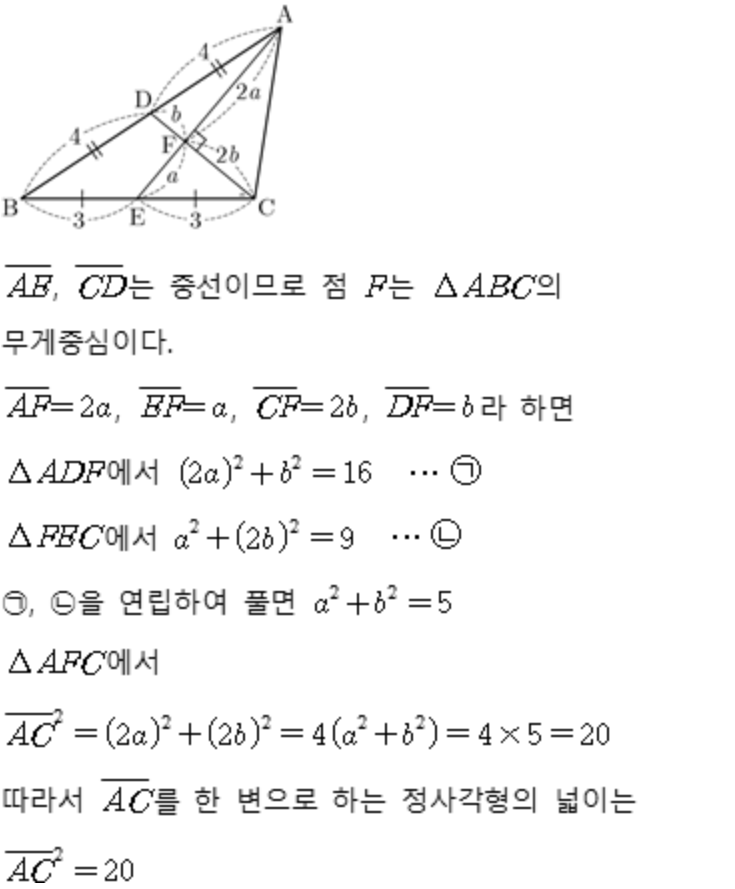 A
4
2a
D
b
4
F
2b
a
B
3
E
3
C
AE, CD는 중선이므로 점 F는 △ABC의
무게중심이다.
AF=2a, EF=a, CF=2b, DF=b라 하면
△ADF에서 (2a)²+b²=16 ⋯ ㉠
△FEC에서 a²+(2b)²=9 ⋯ ㉡
㉠, ㉡을 연립하여 풀면 a²+b²=5
△AFC에서
AC²=(2a)²+(2b)²=4(a²+b²)=4×5=20
따라서 AC를 한 변으로 하는 정사각형의 넓이는
AC²=20